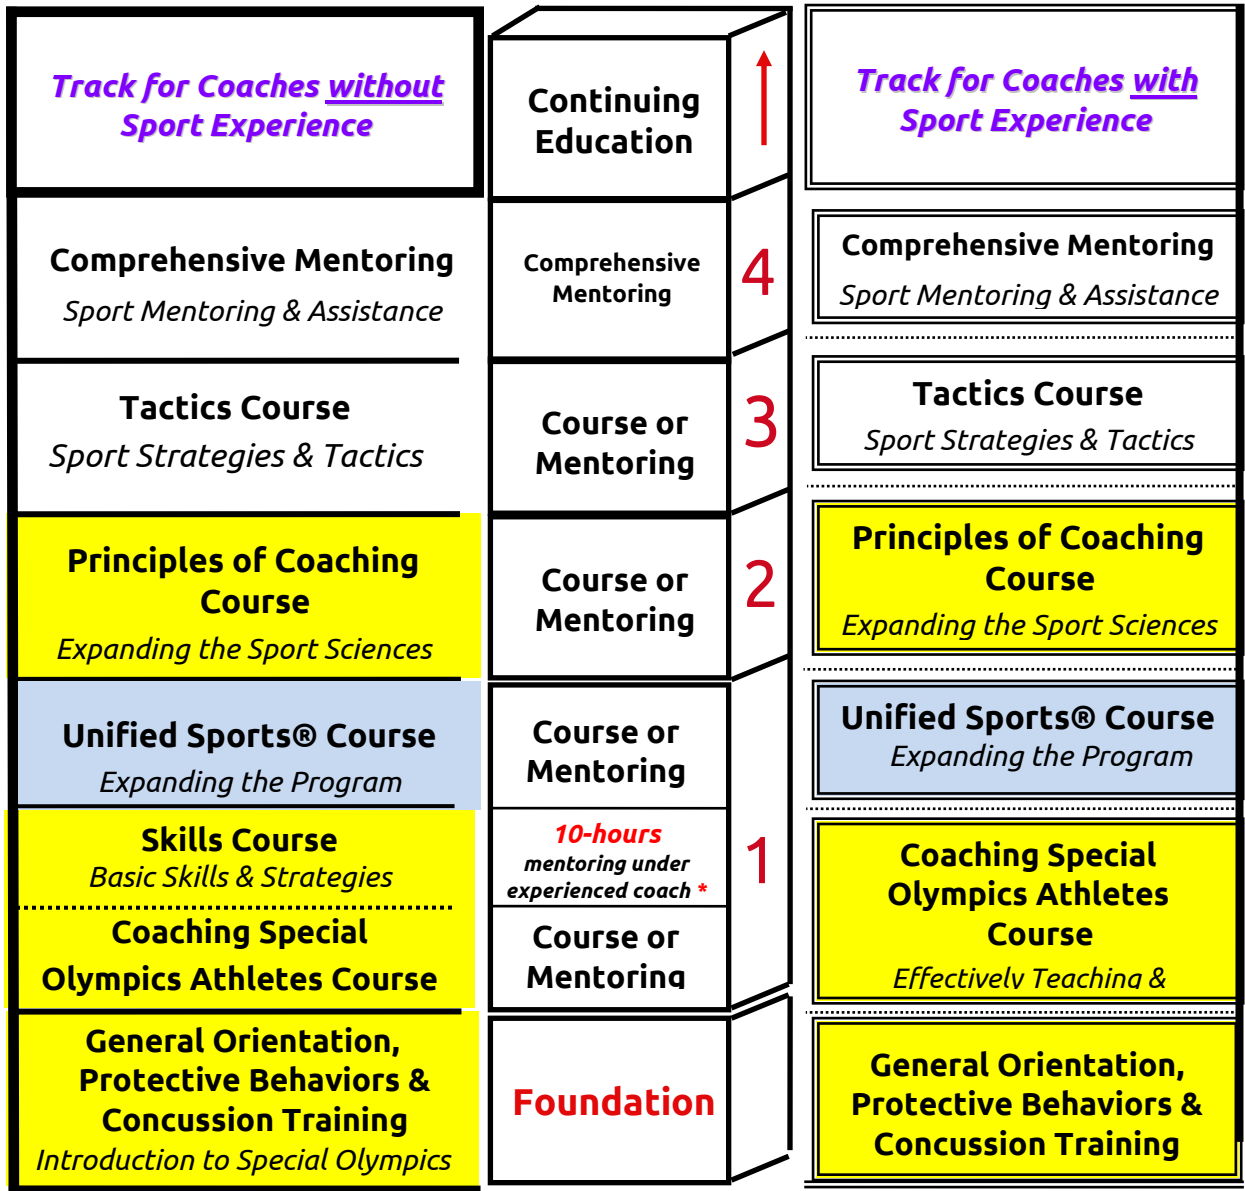 Track for Coaches without
Sport Experience
Comprehensive Mentoring
Sport Mentoring & Assistance
Tactics Course
Sport Strategies & Tactics
Principles of Coaching
Course
Expanding the Sport Sciences
Unified Sports® Course
Expanding the Program
Skills Course
Basic Skills & Strategies
Coaching Special
Olympics Athletes Course
General Orientation,
Protective Behaviors &
Concussion Training
Introduction to Special Olympics
Continuing
Education
Comprehensive
Mentoring
4
Course or
Mentoring
3
Course or
Mentoring
2
Course or
Mentoring
10-hours
mentoring under
experienced coach *
1
Course or
Mentoring
Foundation
Track for Coaches with
Sport Experience
Comprehensive Mentoring
Sport Mentoring & Assistance
Tactics Course
Sport Strategies & Tactics
Principles of Coaching
Course
Expanding the Sport Sciences
Unified Sports® Course
Expanding the Program
Coaching Special
Olympics Athletes
Course
Effectively Teaching &
General Orientation,
Protective Behaviors &
Concussion Training